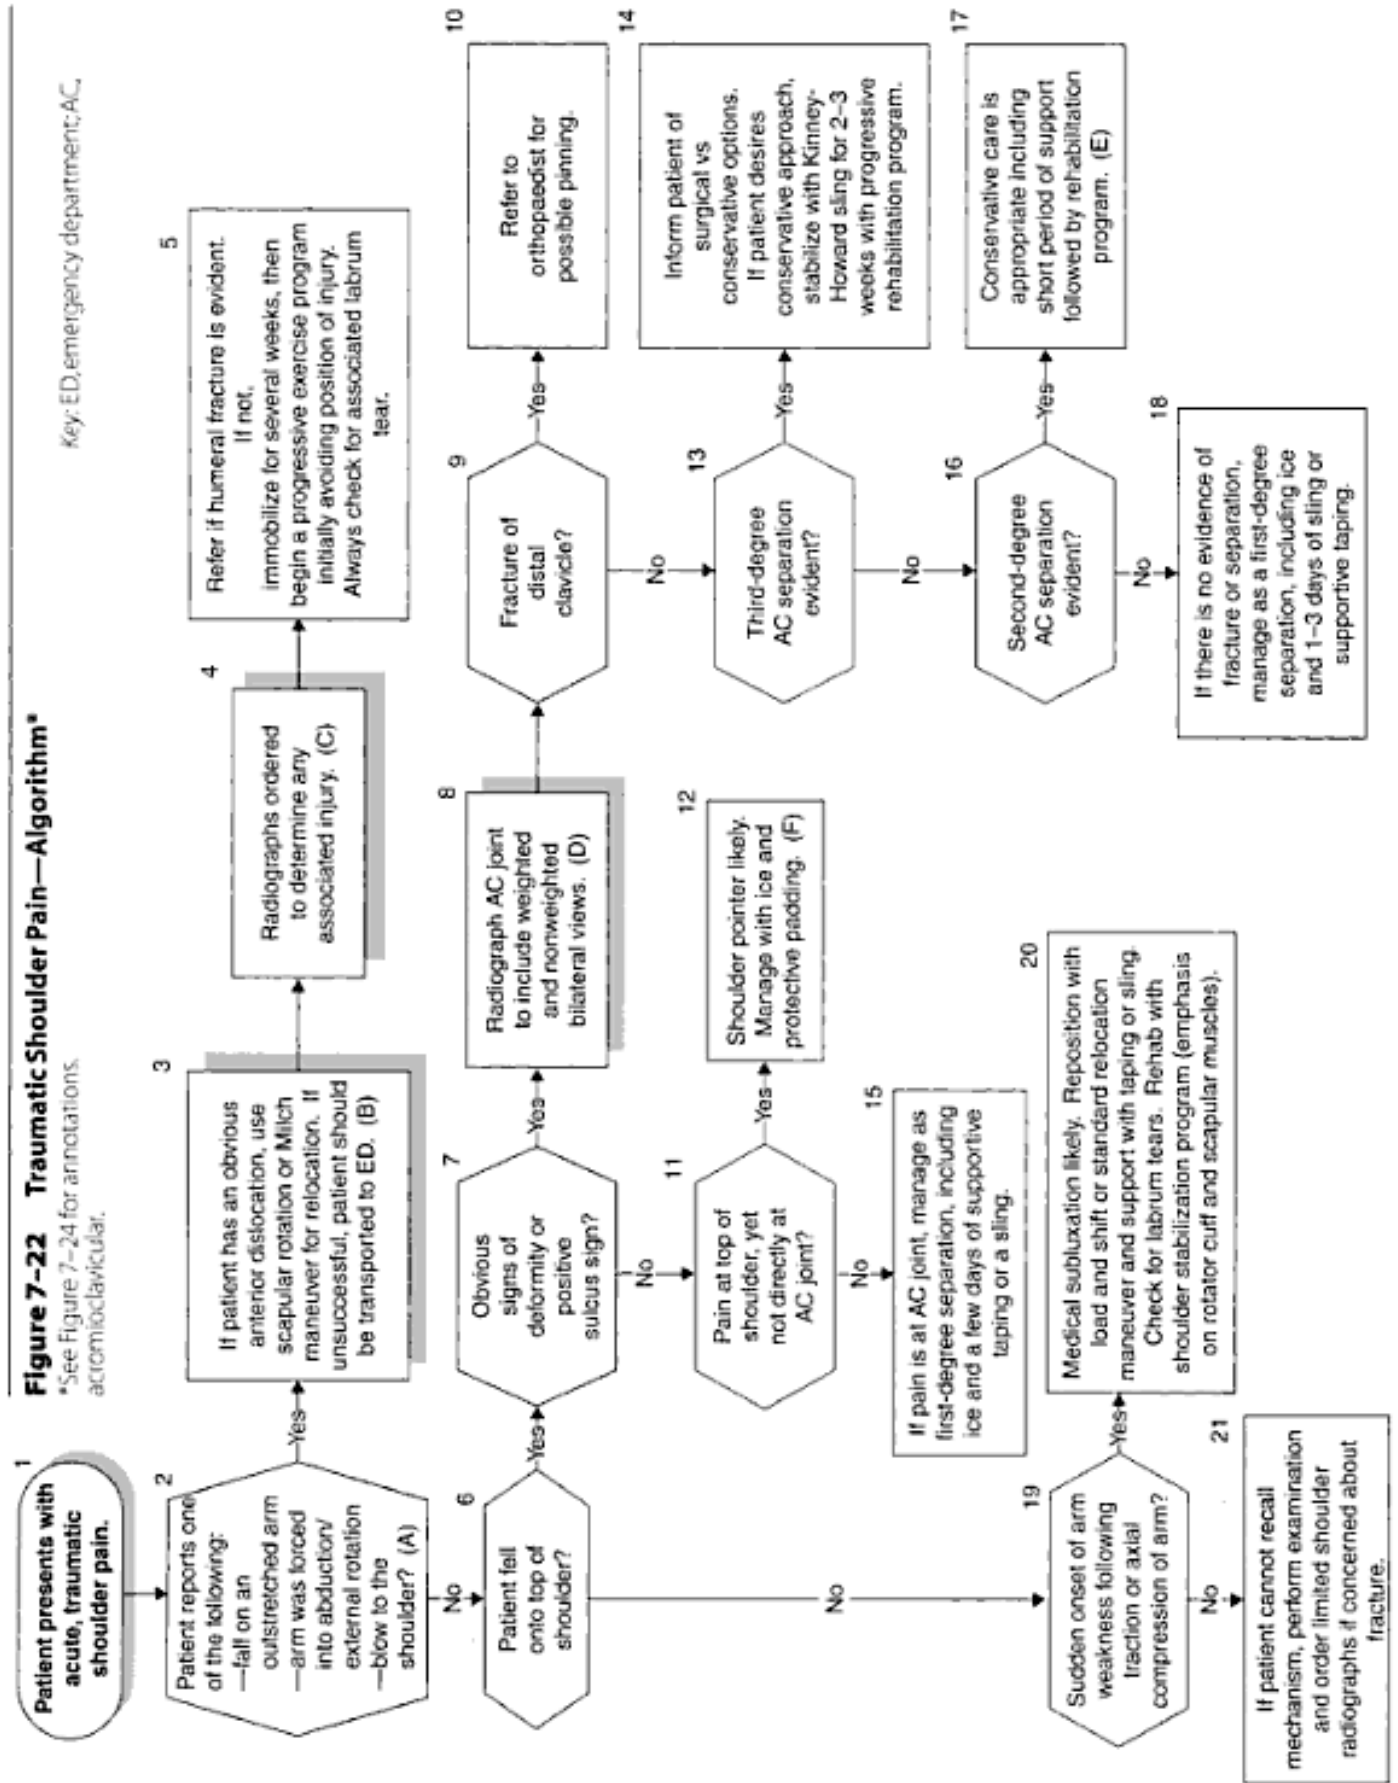 Figure 7–22 Traumatic Shoulder Pain—Algorithm*
*See Figure 7–24 for annotations.
Key: ED, emergency department; AC,
acromioclavicular.
1
Patient presents with
acute, traumatic
shoulder pain.
2
Patient reports one
of the following:
—fall on an
outstretched arm
—arm was forced
into abduction/
external rotation
—blow to the
shoulder? (A)
Yes
No
3
If patient has an obvious
anterior dislocation, use
scapular rotation or Milch
maneuver for relocation. If
unsuccessful, patient should
be transported to ED. (B)
4
Radiographs ordered
to determine any
associated injury. (C)
5
Refer if humeral fracture is evident.
If not,
immobilize for several weeks, then
begin a progressive exercise program
initially avoiding position of injury.
Always check for associated labrum
tear.
6
Patient fell
onto top of
shoulder?
Yes
No
7
Obvious
signs of
deformity or
positive
sulcus sign?
Yes
No
8
Radiograph AC joint
to include weighted
and nonweighted
bilateral views. (D)
9
Fracture of
distal
clavicle?
Yes
No
10
Refer to
orthopaedist for
possible pinning.
11
Pain at top of
shoulder, yet
not directly at
AC joint?
Yes
No
12
Shoulder pointer likely.
Manage with ice and
protective padding. (F)
13
Third-degree
AC separation
evident?
Yes
No
14
Inform patient of
surgical vs
conservative options.
If patient desires
conservative approach,
stabilize with Kinney-
Howard sling for 2–3
weeks with progressive
rehabilitation program.
15
If pain is at AC joint, manage as
first-degree separation, including
ice and a few days of supportive
taping or a sling.
16
Second-degree
AC separation
evident?
Yes
No
17
Conservative care is
appropriate including
short period of support
followed by rehabilitation
program. (E)
18
If there is no evidence of
fracture or separation,
manage as a first-degree
separation, including ice
and 1–3 days of sling or
supportive taping.
19
Sudden onset of arm
weakness following
traction or axial
compression of arm?
Yes
No
20
Medical subluxation likely. Reposition with
load and shift or standard relocation
maneuver and support with taping or sling.
Check for labrum tears. Rehab with
shoulder stabilization program (emphasis
on rotator cuff and scapular muscles).
21
If patient cannot recall
mechanism, perform examination
and order limited shoulder
radiographs if concerned about
fracture.